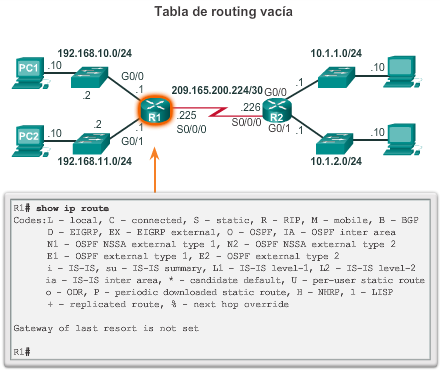 Tabla de routing vacía
192.168.10.0/24
10.1.1.0/24
PC1
.10
G0/0
.2
.1
209.165.200.224/30
G0/0
.1
.10
R1
.225
S0/0/0
.226
S0/0/0
R2
G0/1
PC2
.10
.2
.1
G0/1
192.168.11.0/24
.1
.10
10.1.2.0/24
R1# show ip route
Codes:L - local, C - connected, S - static, R - RIP, M - mobile, B - BGP
D - EIGRP, EX - EIGRP external, O - OSPF, IA - OSPF inter area
N1 - OSPF NSSA external type 1, N2 - OSPF NSSA external type 2
E1 - OSPF external type 1, E2 - OSPF external type 2
i - IS-IS, su - IS-IS summary, L1 - IS-IS level-1, L2 - IS-IS level-2
ia - IS-IS inter area, * - candidate default, U - per-user static route
o - ODR, P - periodic downloaded static route, H - NHRP, l - LISP
+ - replicated route, % - next hop override
Gateway of last resort is not set
R1#